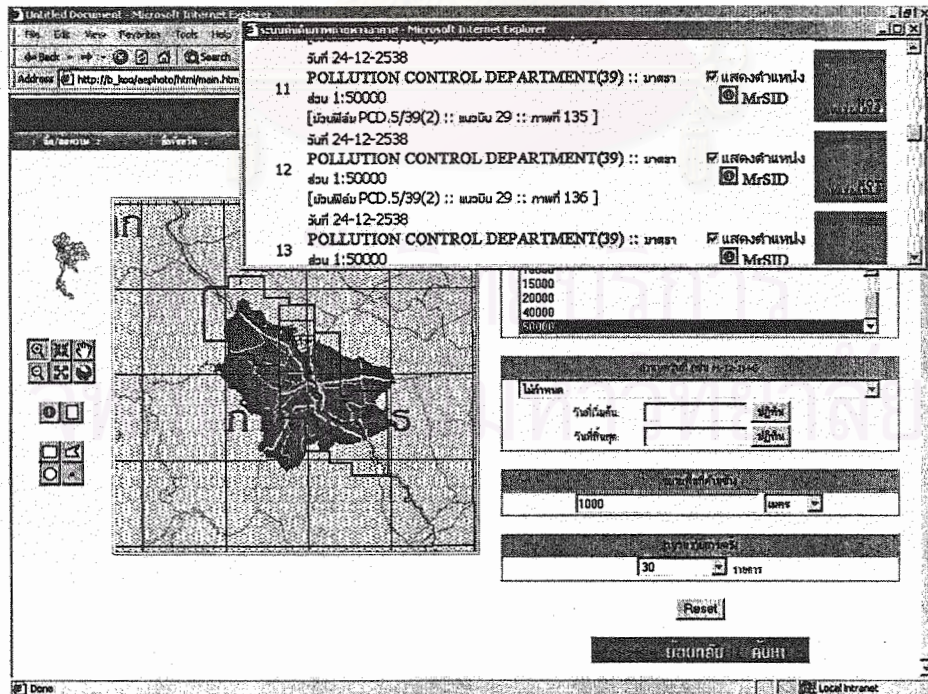 Untitled Document - Microsoft Internet Explorer
File Edit View Favorites Tools Help
Back Search
Address http://b_koo/aephoto/html/main.htm
- Microsoft Internet Explorer
วันที่ 24-12-2538
11 POLLUTION CONTROL DEPARTMENT(39) :: มาตรา
ส่วน 1:50000
[ม้วนฟิล์ม PCD.5/39(2) :: แนวบิน 29 :: ภาพที่ 135 ]
แสดงตำแหน่ง
MrSID
วันที่ 24-12-2538
12 POLLUTION CONTROL DEPARTMENT(39) :: มาตรา
ส่วน 1:50000
[ม้วนฟิล์ม PCD.5/39(2) :: แนวบิน 29 :: ภาพที่ 136 ]
แสดงตำแหน่ง
MrSID
วันที่ 24-12-2538
13 POLLUTION CONTROL DEPARTMENT(39) :: มาตรา
ส่วน 1:50000
แสดงตำแหน่ง
MrSID
ก
ก
ร
10000
15000
20000
40000
50000
ไม่กำหนด
วันที่เริ่มต้น: ปฏิทิน
วันที่สิ้นสุด: ปฏิทิน
1000 เมตร
30 รายการ
Reset
ย้อนกลับ ค้นหา
Done
Local intranet